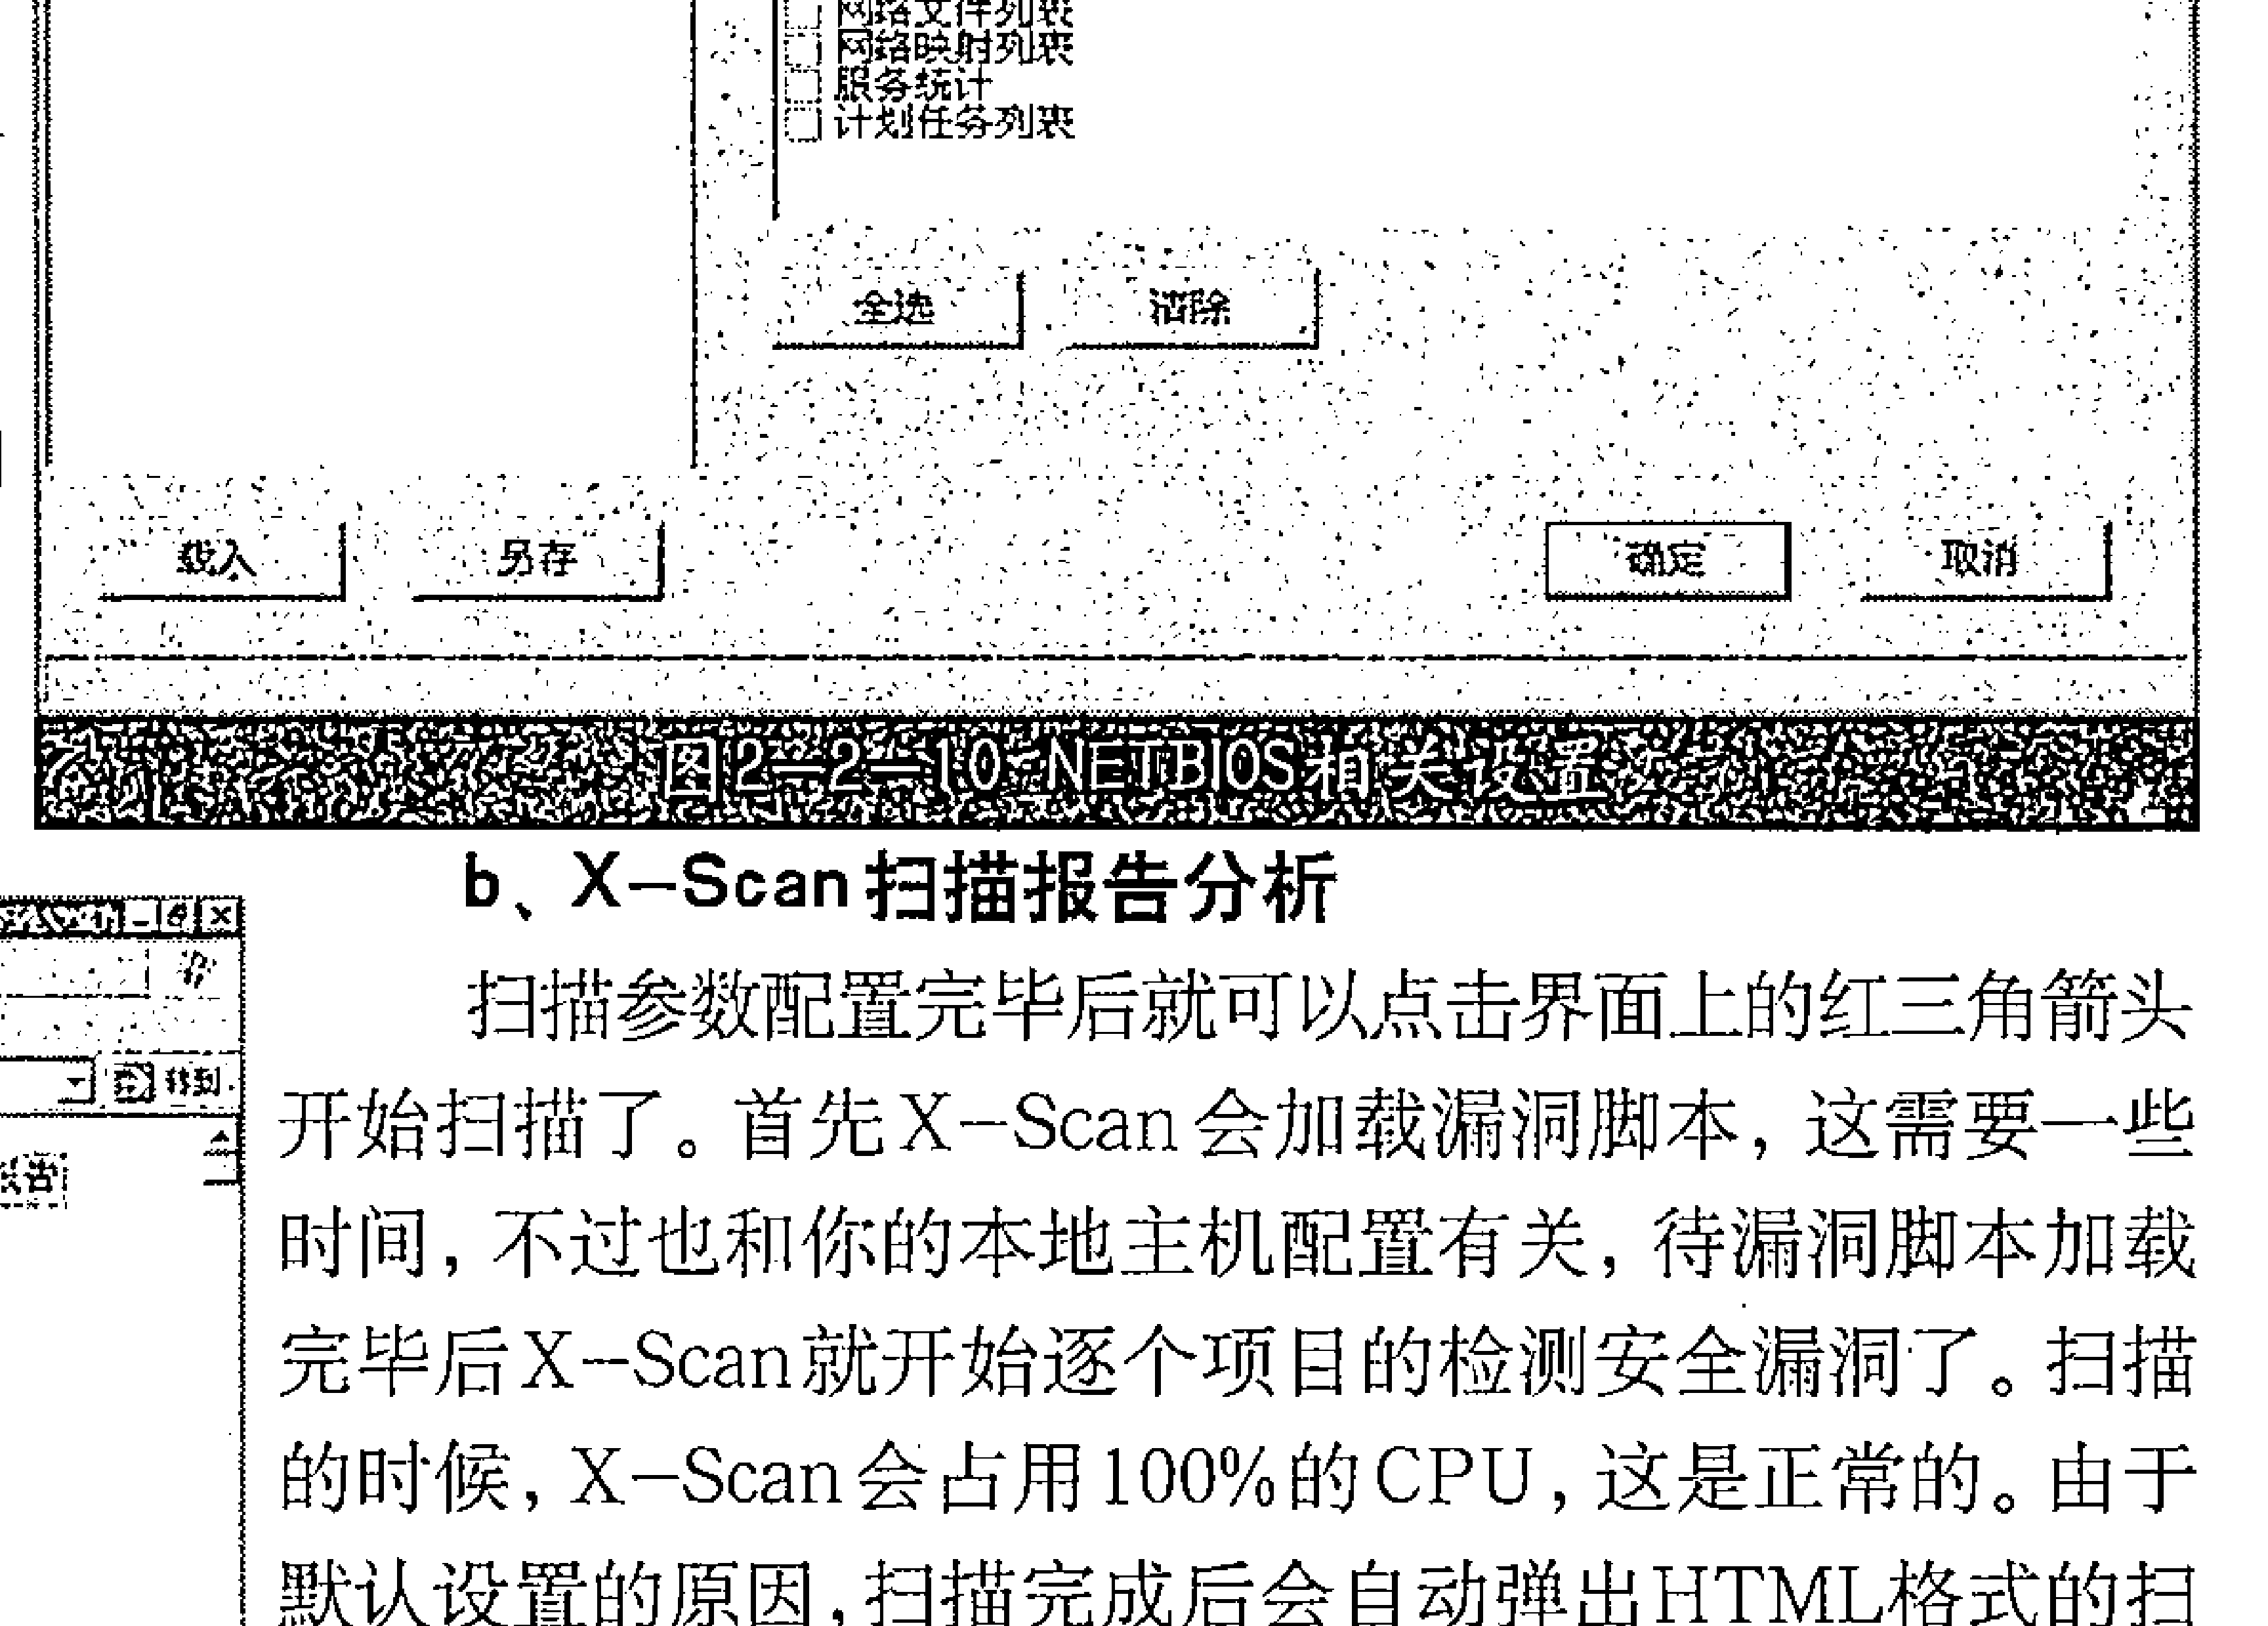 网络文件列表
网络映射列表
服务统计
计划任务列表
全选 清除
载入 另存 确定 取消
图2-2-10 NETBIOS相关设置
b、X-Scan扫描报告分析
转到
报告
扫描参数配置完毕后就可以点击界面上的红三角箭头
开始扫描了。首先X-Scan会加载漏洞脚本，这需要一些
时间，不过也和你的本地主机配置有关，待漏洞脚本加载
完毕后X--Scan就开始逐个项目的检测安全漏洞了。扫描
的时候，X-Scan会占用100%的CPU，这是正常的。由于
默认设置的原因，扫描完成后会自动弹出HTML格式的扫